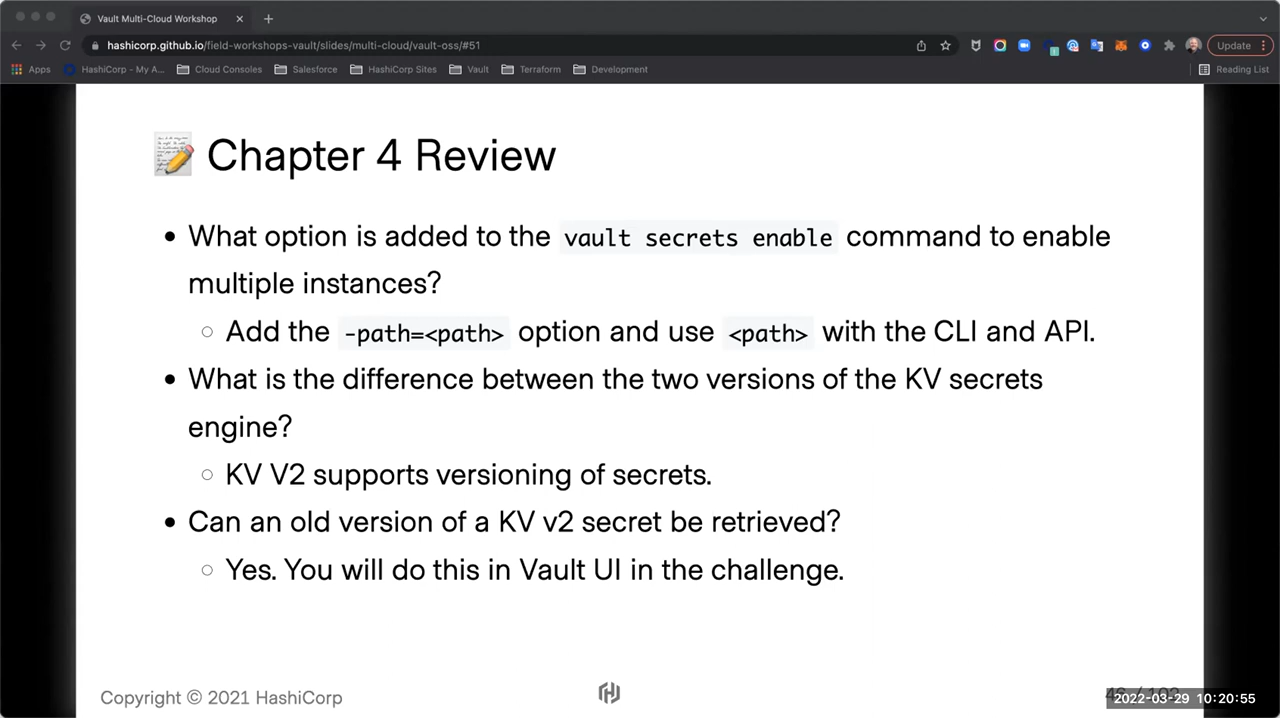 Vault Multi-Cloud Workshop
hashicorp.github.io/field-workshops-vault/slides/multi-cloud/vault-oss/#51
Update
Apps
HashiCorp - My A...
Cloud Consoles
Salesforce
HashiCorp Sites
Vault
Terraform
Development
Reading List
Chapter 4 Review
• What option is added to the vault secrets enable command to enable
multiple instances?
○ Add the -path=<path> option and use <path> with the CLI and API.
• What is the difference between the two versions of the KV secrets
engine?
○ KV V2 supports versioning of secrets.
• Can an old version of a KV v2 secret be retrieved?
○ Yes. You will do this in Vault UI in the challenge.
Copyright © 2021 HashiCorp
2022-03-29 10:20:55